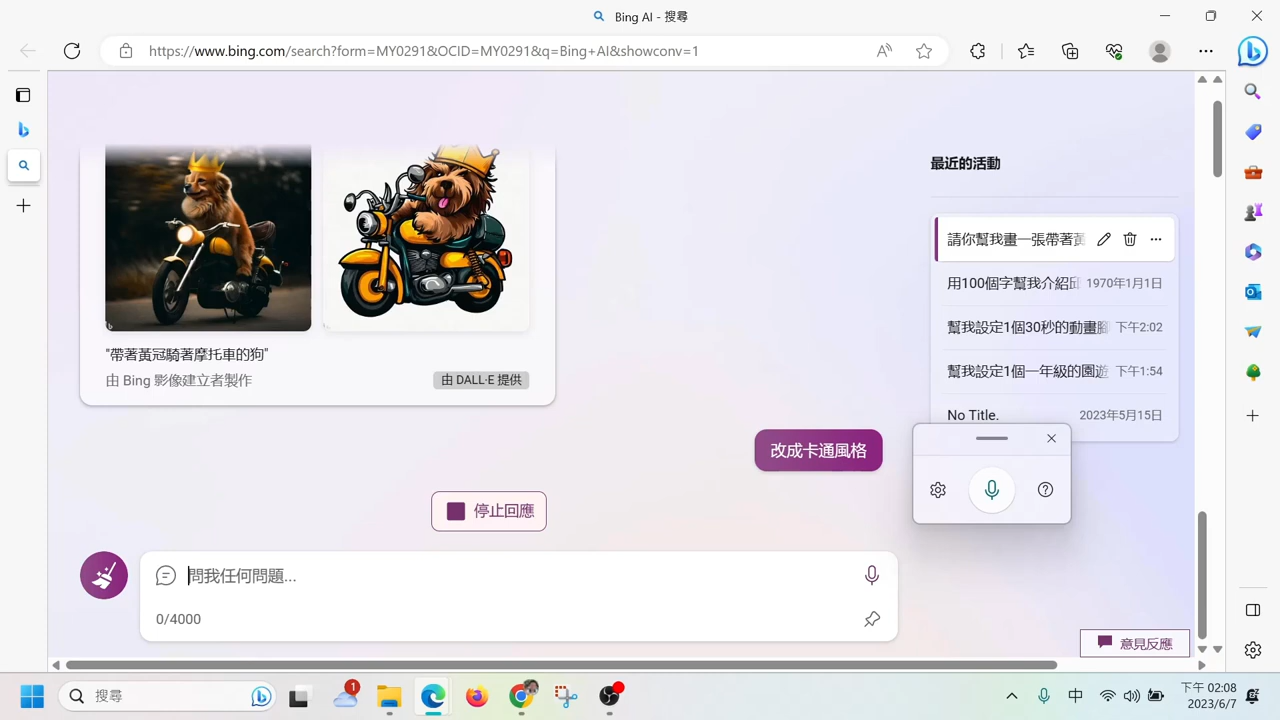 Bing AI - 搜尋
https://www.bing.com/search?form=MY0291&OCID=MY0291&q=Bing+AI&showconv=1
最近的活動
請你幫我畫一張帶著黃
用100個字幫我介紹邱 1970年1月1日
幫我設定1個30秒的動畫腳 下午2:02
幫我設定1個一年級的園遊 下午1:54
No Title. 2023年5月15日
"帶著黃冠騎著摩托車的狗"
由 Bing 影像建立者製作 由 DALL·E 提供
改成卡通風格
停止回應
問我任何問題...
0/4000
意見反應
搜尋
1
中
下午 02:08
2023/6/7